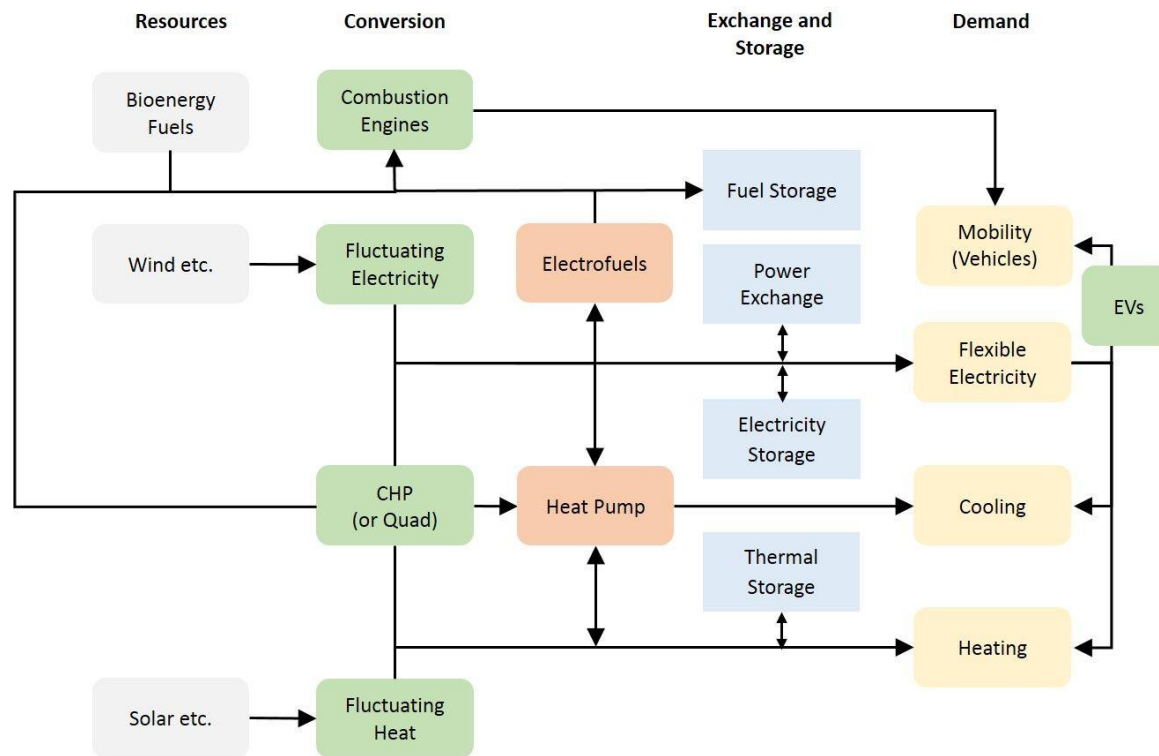 Resources
Conversion
Exchange and
Storage
Demand
Bioenergy
Fuels
Combustion
Engines
Fuel Storage
Wind etc.
Fluctuating
Electricity
Electrofuels
Power
Exchange
Mobility
(Vehicles)
EVs
Flexible
Electricity
Electricity
Storage
CHP
(or Quad)
Heat Pump
Cooling
Thermal
Storage
Heating
Solar etc.
Fluctuating
Heat